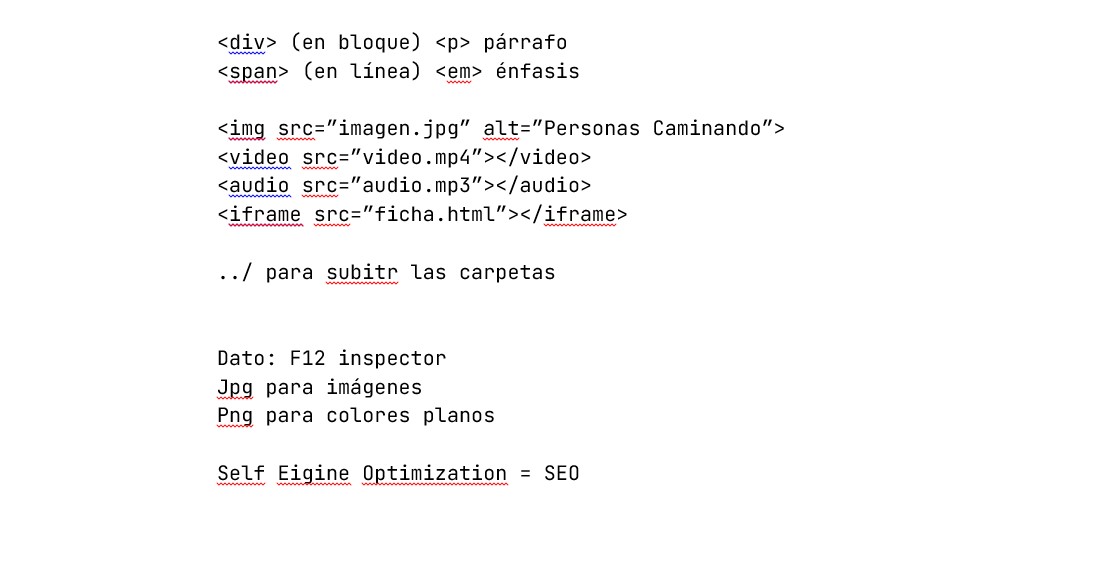 <div> (en bloque) <p> párrafo
<span> (en línea) <em> énfasis
<img src=”imagen.jpg” alt=”Personas Caminando”>
<video src=”video.mp4”></video>
<audio src=”audio.mp3”></audio>
<iframe src=”ficha.html”></iframe>
../ para subitr las carpetas
Dato: F12 inspector
Jpg para imágenes
Png para colores planos
Self Eigine Optimization = SEO